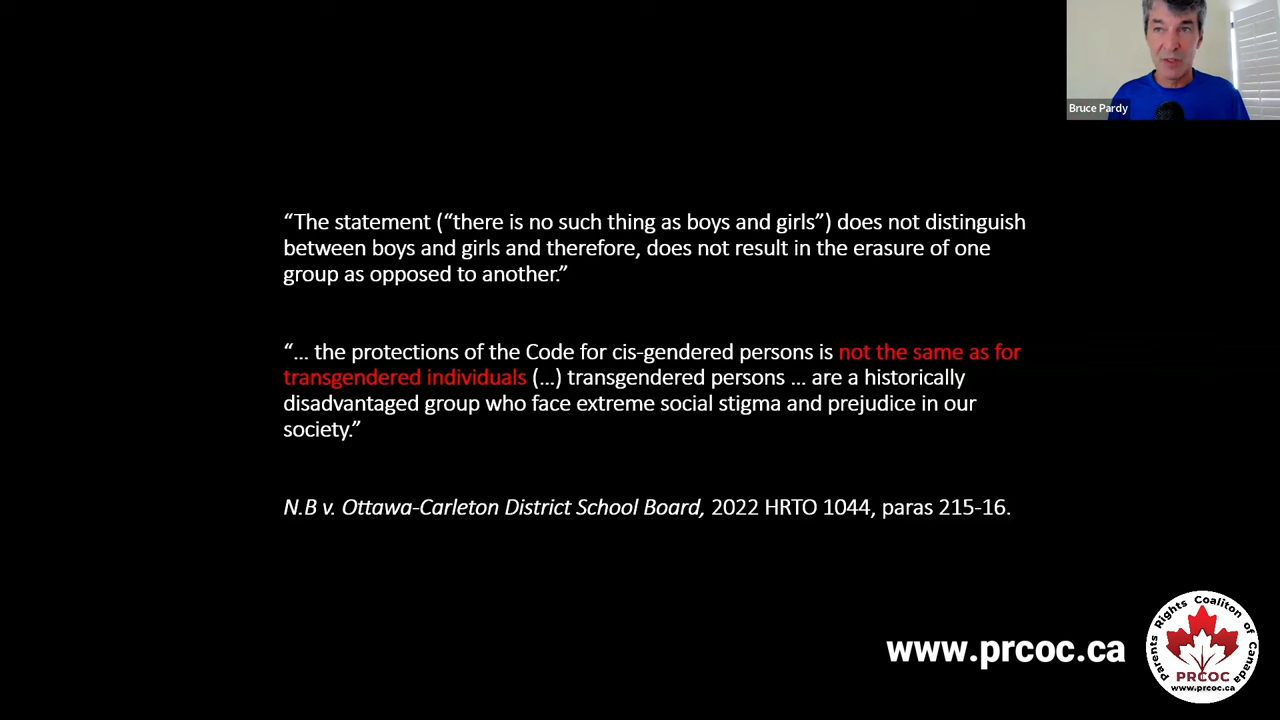 Bruce Pardy
“The statement (“there is no such thing as boys and girls”) does not distinguish
between boys and girls and therefore, does not result in the erasure of one
group as opposed to another.”
“… the protections of the Code for cis-gendered persons is not the same as for
transgendered individuals (…) transgendered persons … are a historically
disadvantaged group who face extreme social stigma and prejudice in our
society.”
N.B v. Ottawa-Carleton District School Board, 2022 HRTO 1044, paras 215-16.
www.prcoc.ca
Parents Rights Coaliton of Canada
PRCOC
www.prcoc.ca